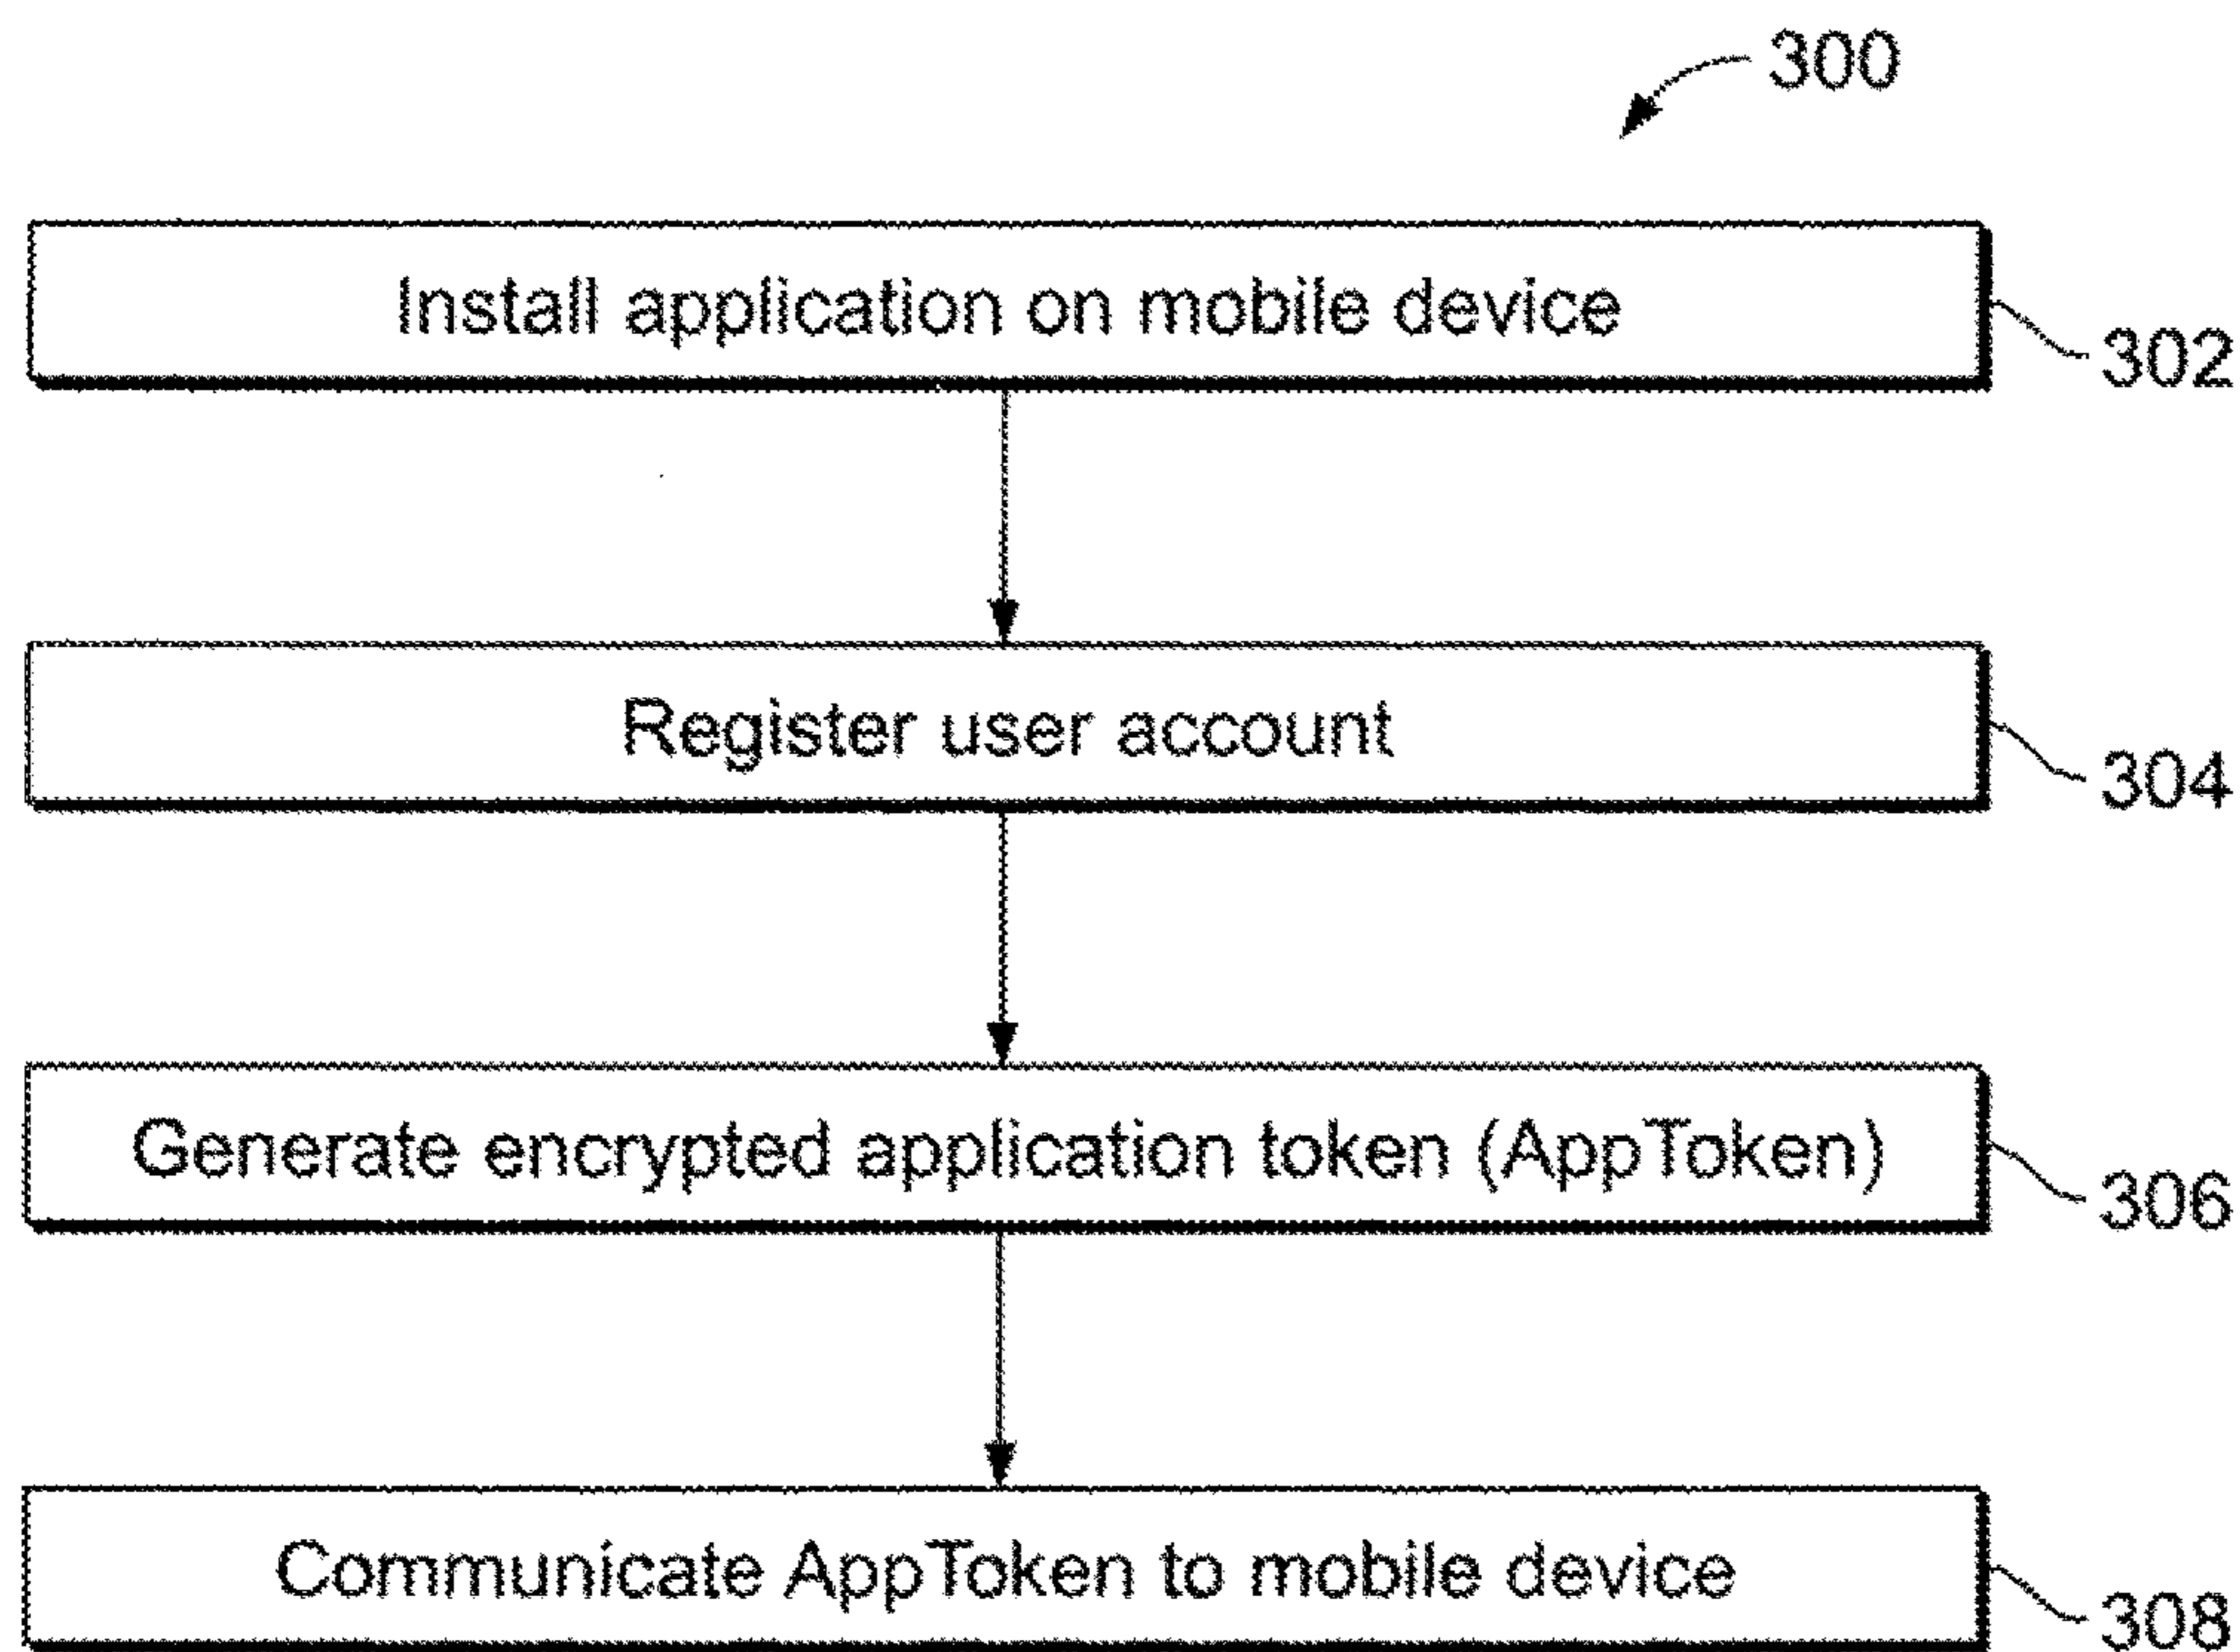 300
Install application on mobile device
302
Register user account
304
Generate encrypted application token (AppToken)
306
Communicate AppToken to mobile device
308